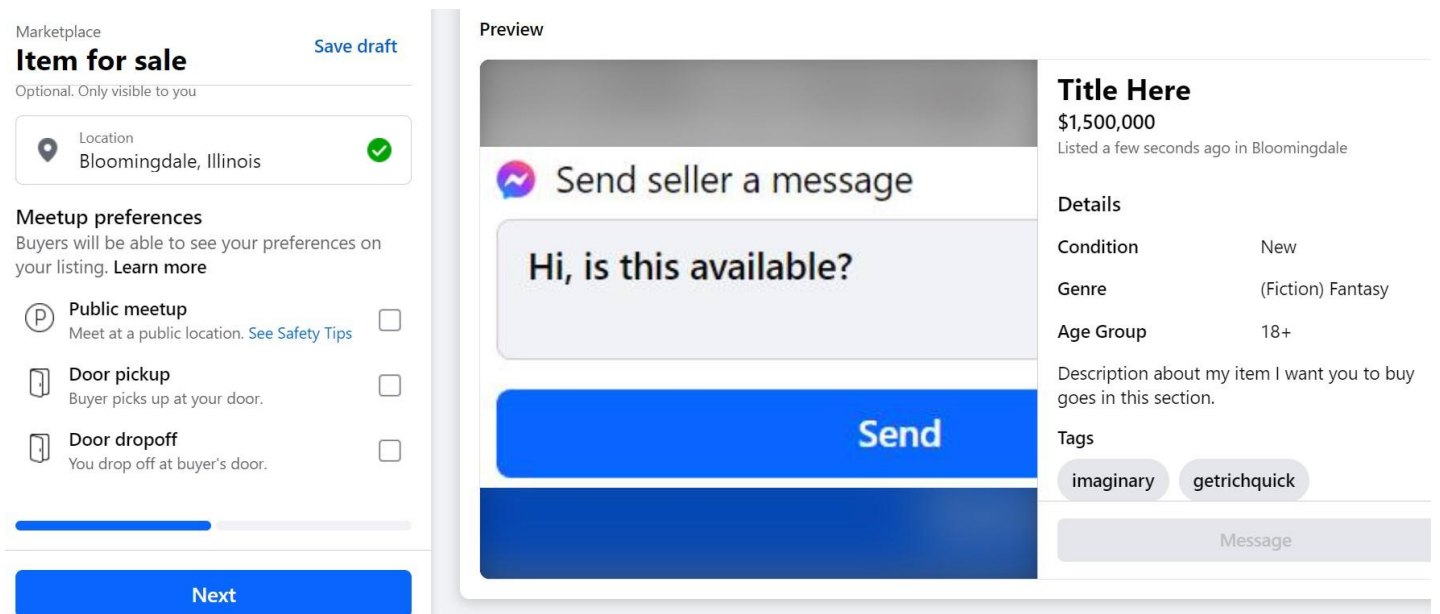 Marketplace
Item for sale
Save draft
Optional. Only visible to you
Location
Bloomingdale, Illinois
Meetup preferences
Buyers will be able to see your preferences on
your listing. Learn more
P
Public meetup
Meet at a public location. See Safety Tips
Door pickup
Buyer picks up at your door.
Door dropoff
You drop off at buyer's door.
Next
Preview
Send seller a message
Hi, is this available?
Send
Title Here
$1,500,000
Listed a few seconds ago in Bloomingdale
Details
Condition New
Genre (Fiction) Fantasy
Age Group 18+
Description about my item I want you to buy
goes in this section.
Tags
imaginary getrichquick
Message